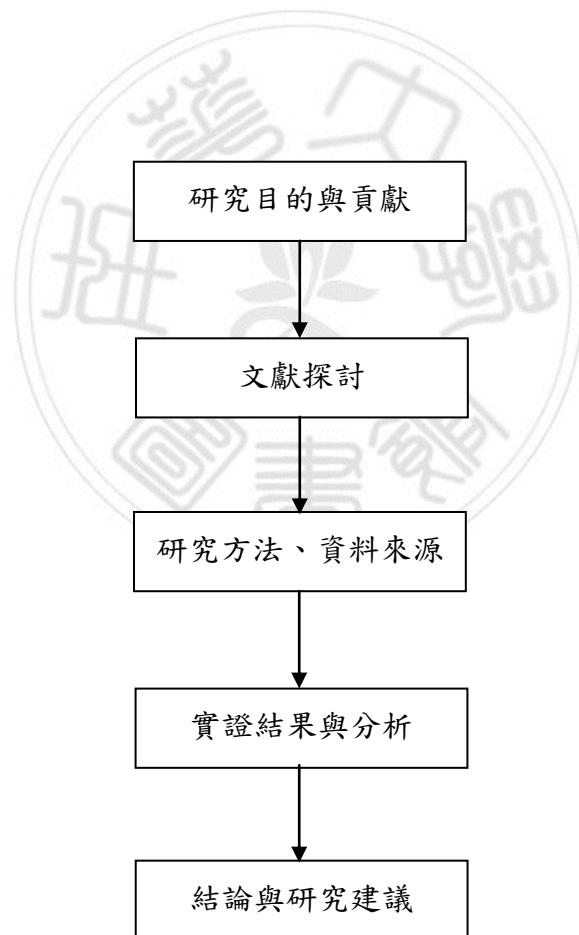 研究目的與貢獻
文獻探討
研究方法、資料來源
實證結果與分析
結論與研究建議